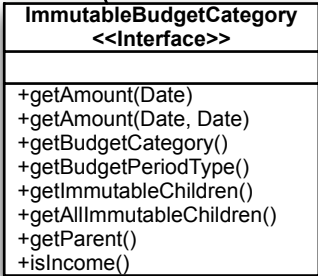 ImmutableBudgetCategory
<<Interface>>
+getAmount(Date)
+getAmount(Date, Date)
+getBudgetCategory()
+getBudgetPeriodType()
+getImmutableChildren()
+getAllImmutableChildren()
+getParent()
+isIncome()